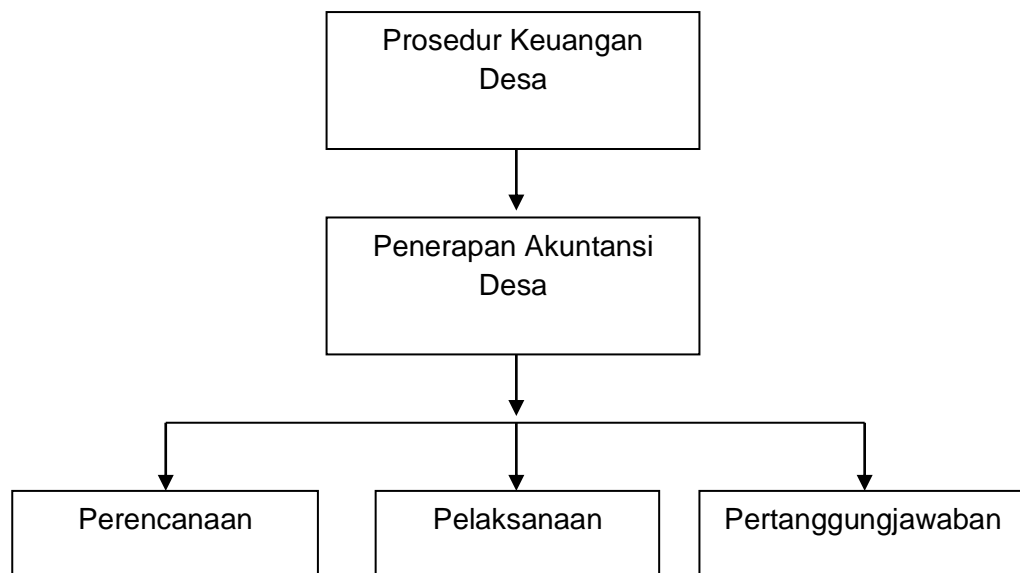 Prosedur Keuangan
Desa
Penerapan Akuntansi
Desa
Perencanaan
Pelaksanaan
Pertanggungjawaban